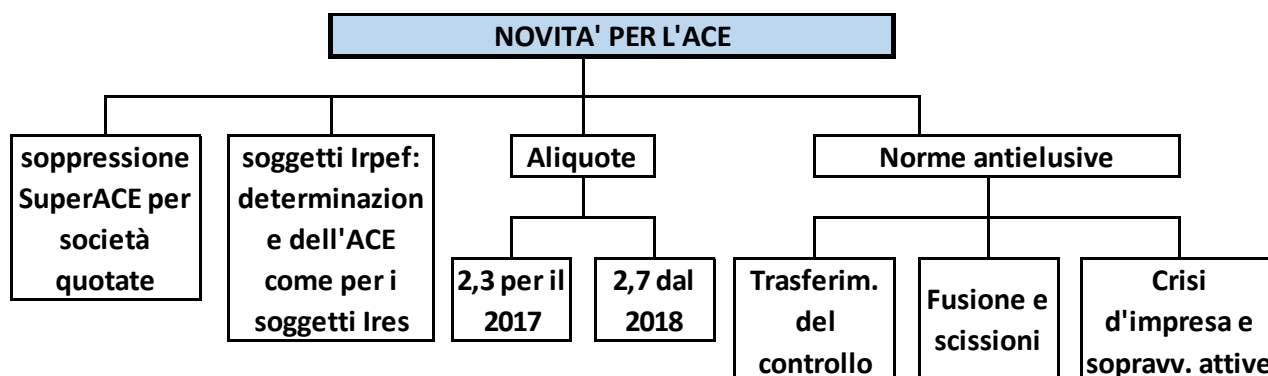 NOVITA' PER L'ACE
soppressione
SuperACE per
società
quotate
soggetti Irpef:
determinazion
e dell'ACE
come per i
soggetti Ires
Aliquote
Norme antielusive
2,3 per il
2017
2,7 dal
2018
Trasferim.
del
controllo
Fusione e
scissioni
Crisi
d'impresa e
sopravv. attive